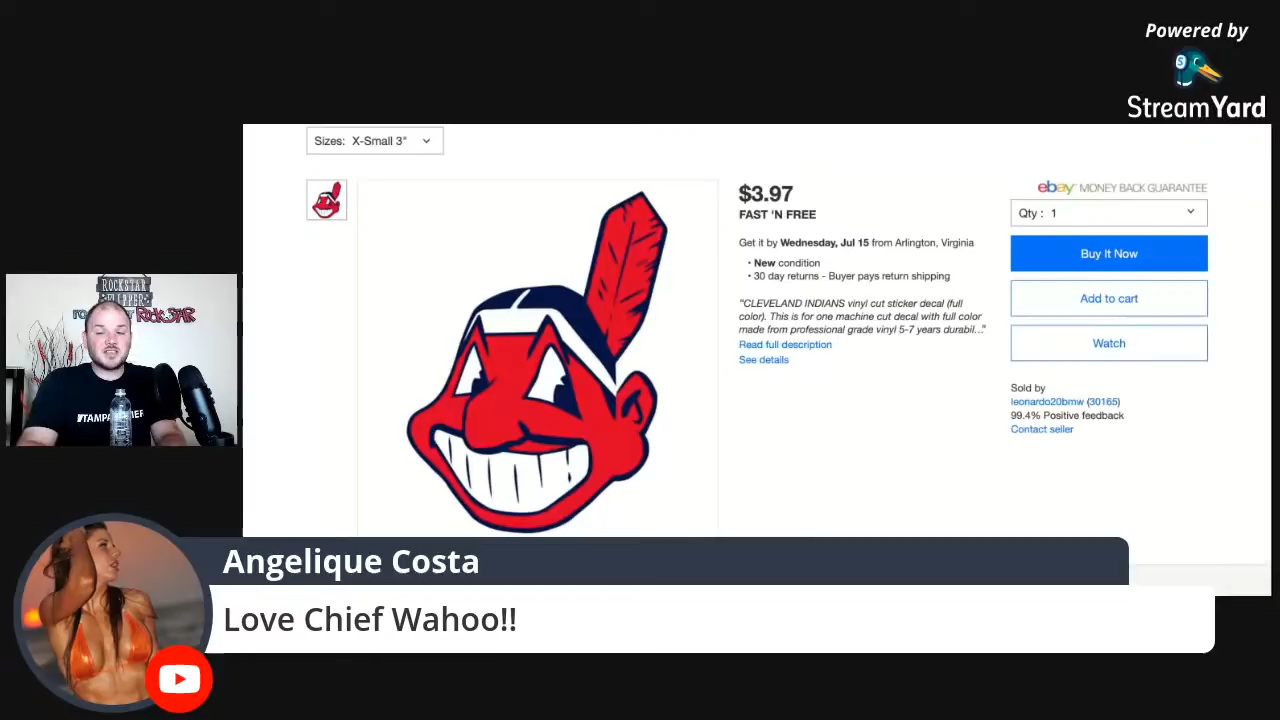 Powered by
StreamYard
Sizes: X-Small 3"
$3.97
FAST 'N FREE
Get it by Wednesday, Jul 15 from Arlington, Virginia
• New condition
• 30 day returns - Buyer pays return shipping
"CLEVELAND INDIANS vinyl cut sticker decal (full
color). This is for one machine cut decal with full color
made from professional grade vinyl 5-7 years durabil..."
Read full description
See details
ebay MONEY BACK GUARANTEE
Qty : 1
Buy It Now
Add to cart
Watch
Sold by
leonardo20bmw (30165)
99.4% Positive feedback
Contact seller
ROCKSTAR
FLIPPER
ROCKSTAR
Angelique Costa
Love Chief Wahoo!!